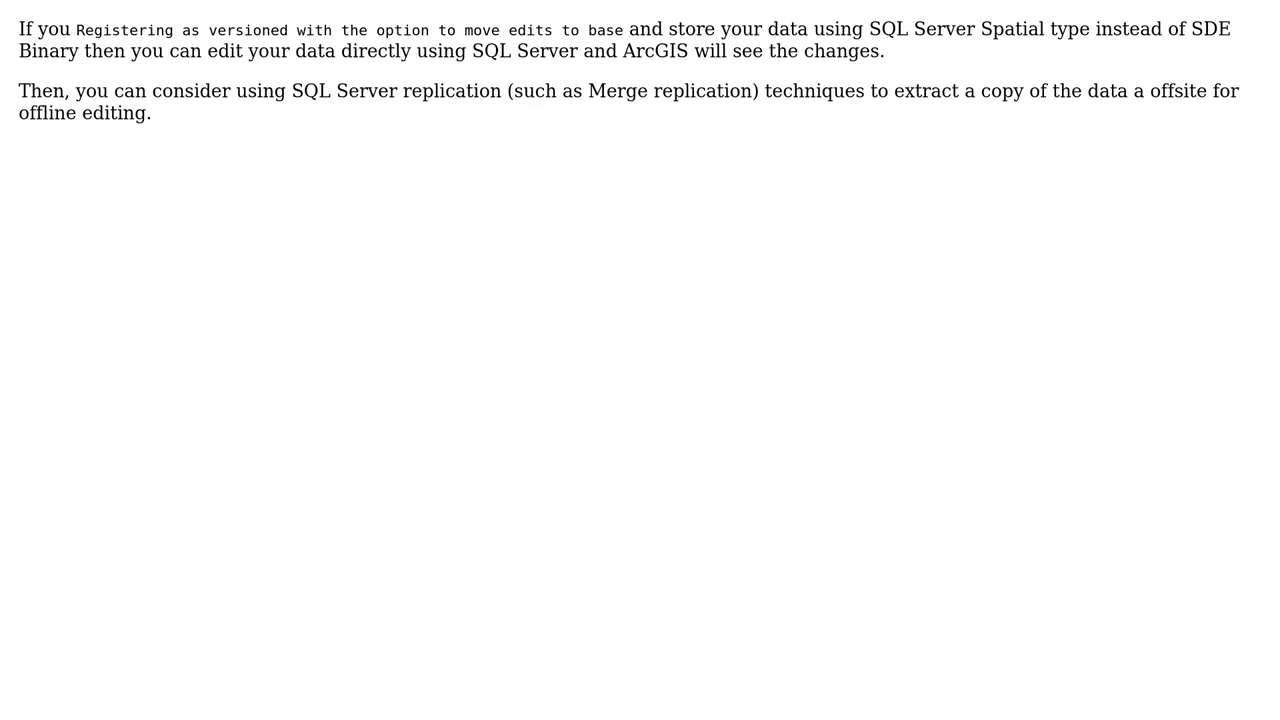 If you Registering as versioned with the option to move edits to base and store your data using SQL Server Spatial type instead of SDE
Binary then you can edit your data directly using SQL Server and ArcGIS will see the changes.
Then, you can consider using SQL Server replication (such as Merge replication) techniques to extract a copy of the data a offsite for
offline editing.